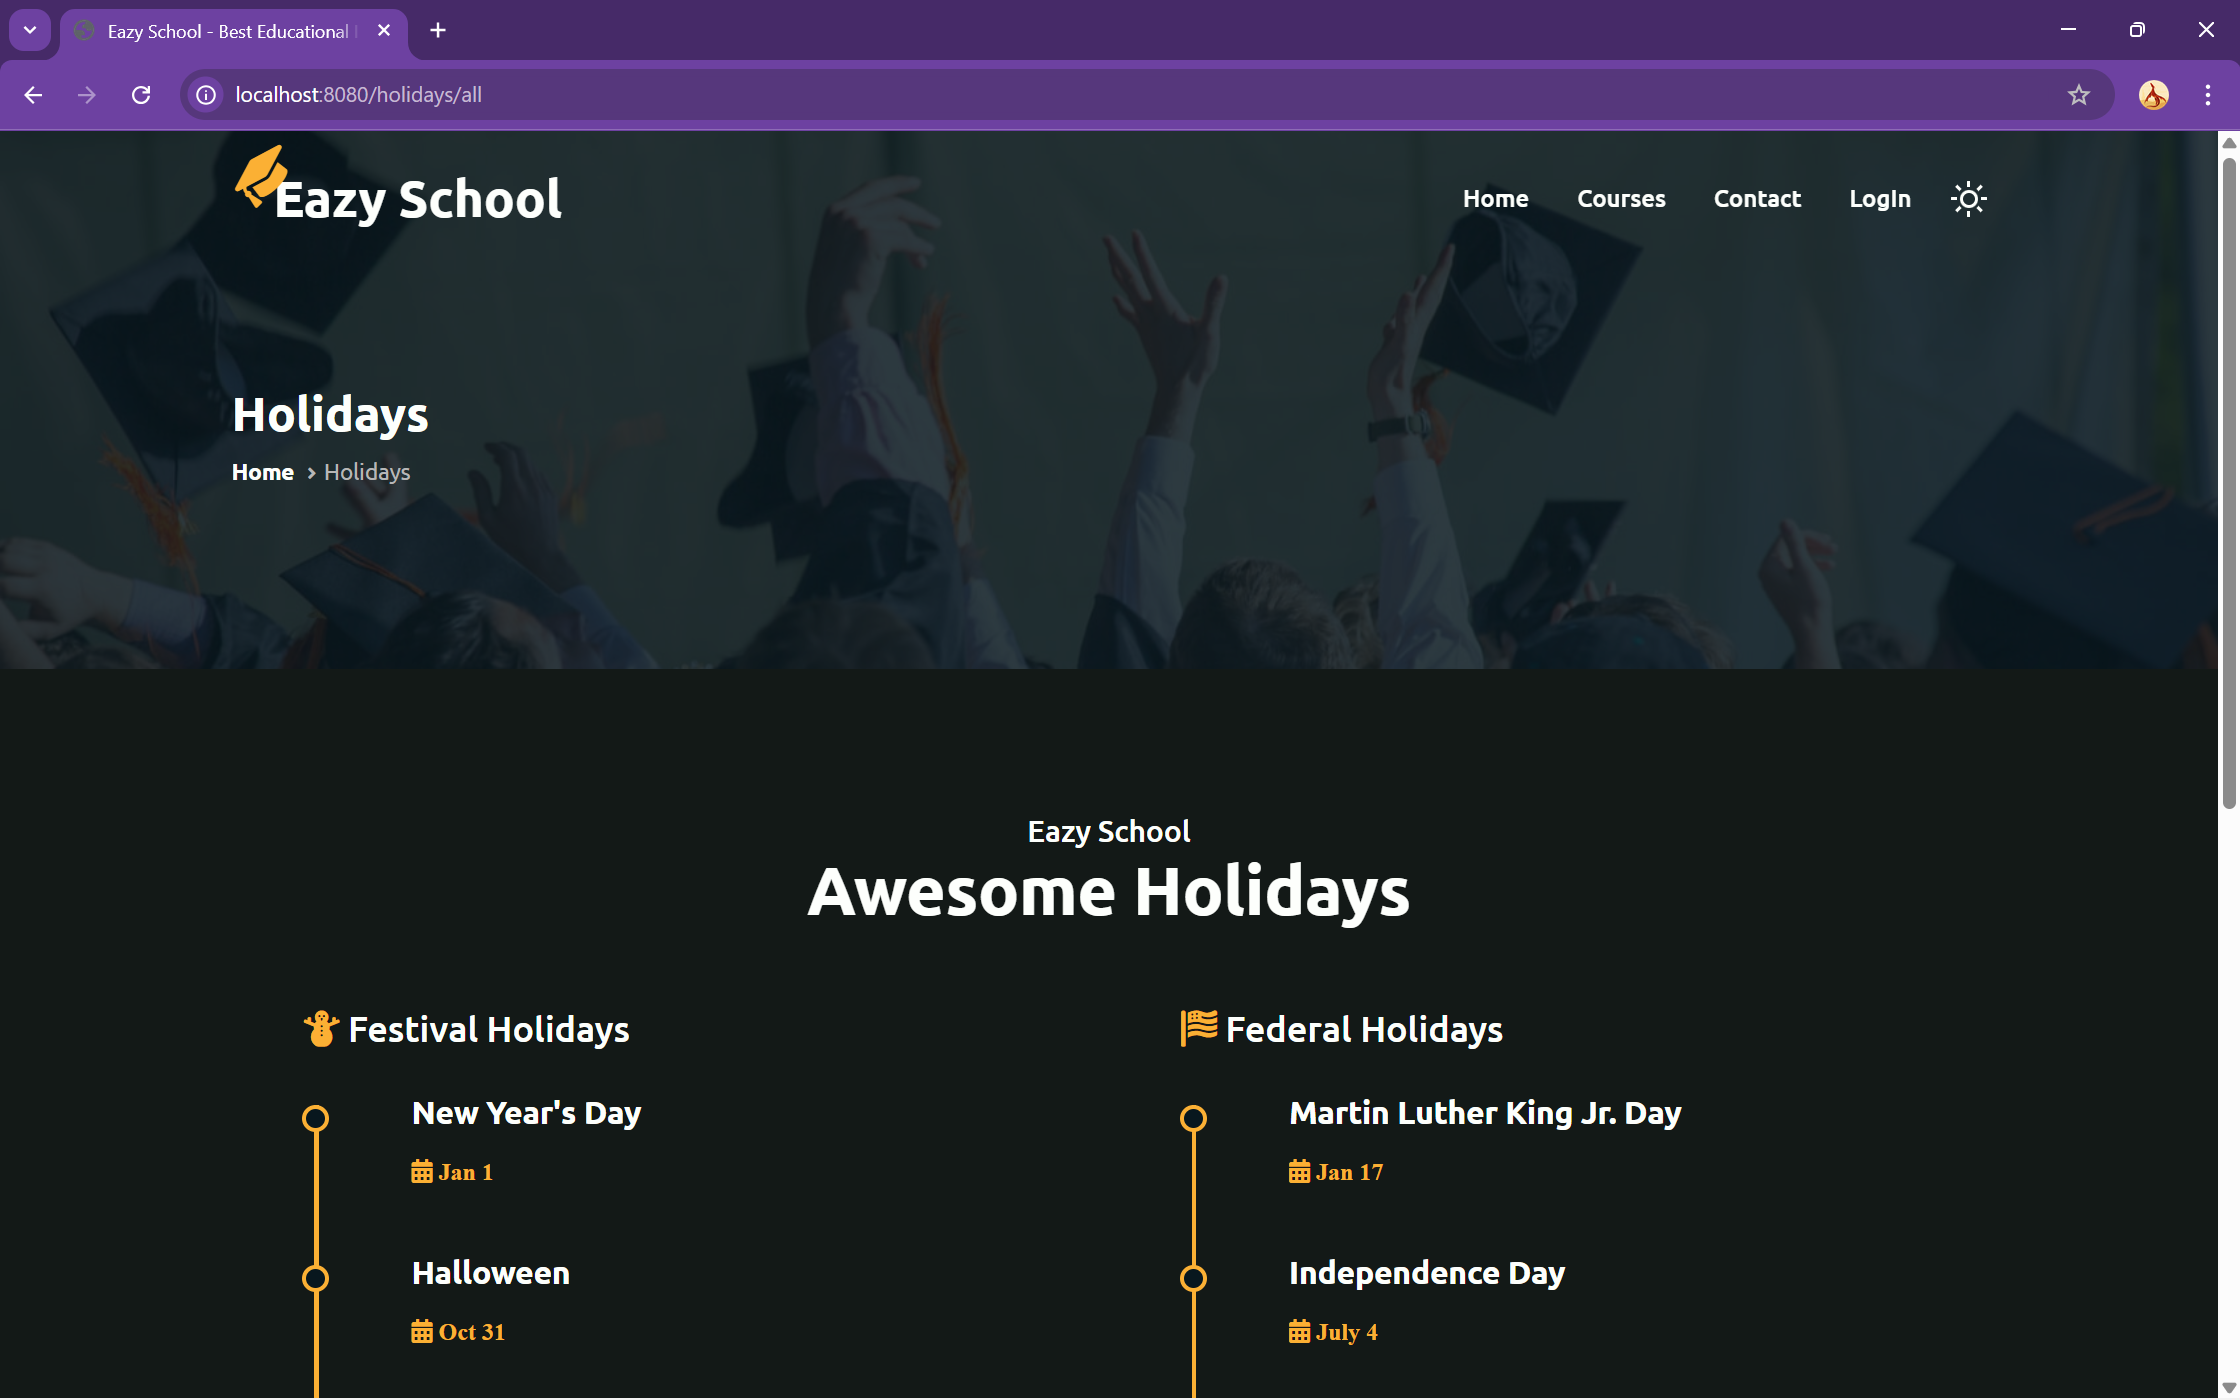 Eazy School - Best Educational
localhost:8080/holidays/all
Eazy School
Home Courses Contact LogIn
Holidays
Home > Holidays
Eazy School
Awesome Holidays
Festival Holidays
New Year's Day
Jan 1
Halloween
Oct 31
Federal Holidays
Martin Luther King Jr. Day
Jan 17
Independence Day
July 4